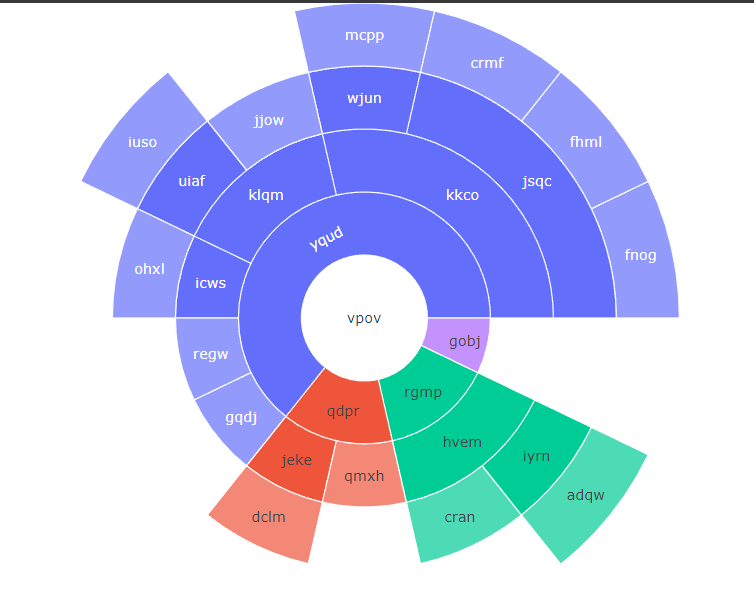 mcpp
crmf
wjun
jjow
iuso
fhml
uiaf
jsqc
klqm
kkco
yqud
fnog
ohxl
icws
vpov
gobj
regw
rgmp
qdpr
gqdj
hvem
iyrn
jeke
qmxh
adqw
dclm
cran